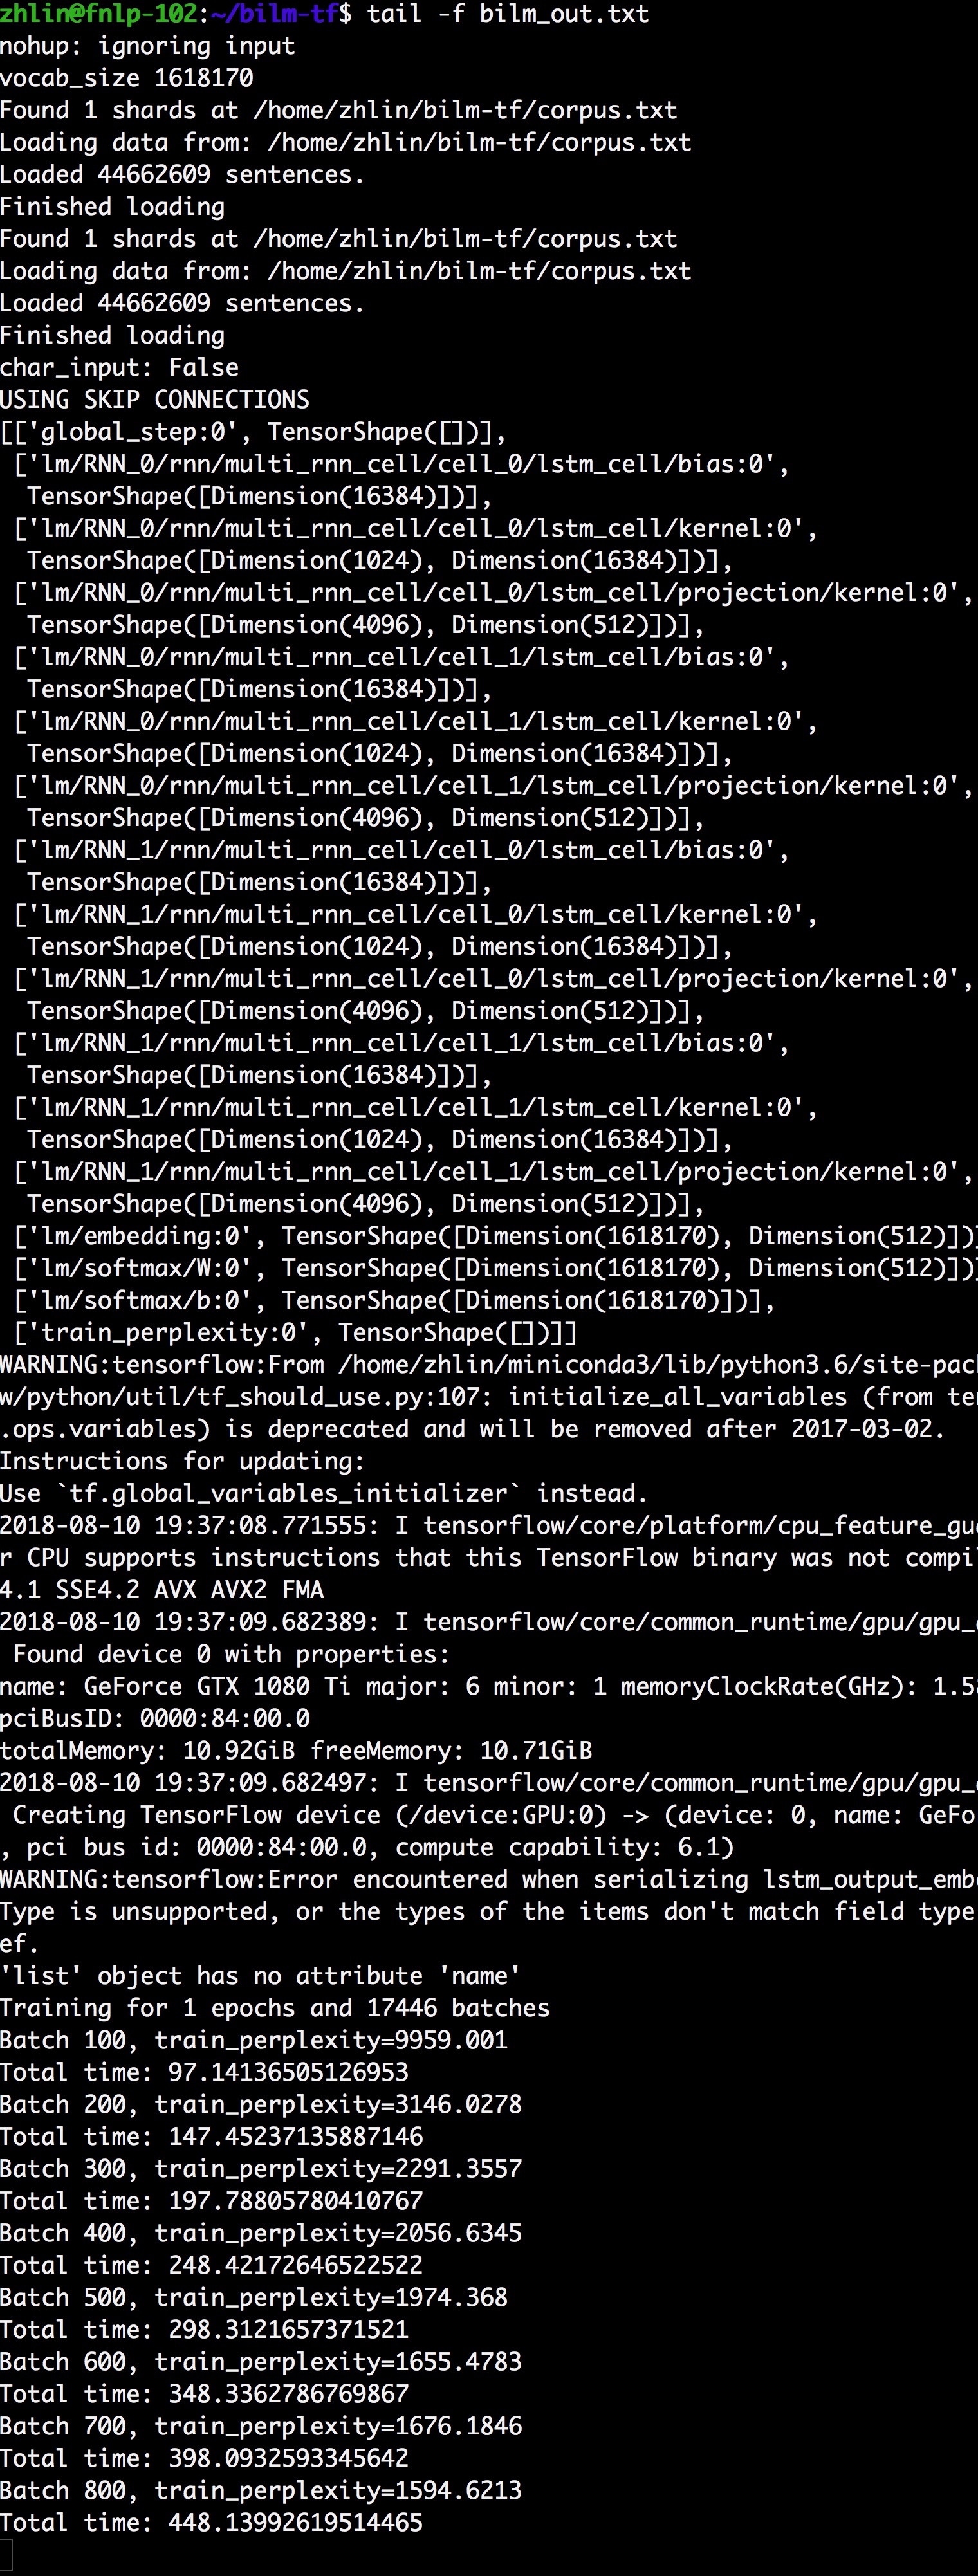 zhlin@fnlp-102:~/bilm-tf$ tail -f bilm_out.txt
nohup: ignoring input
vocab_size 1618170
Found 1 shards at /home/zhlin/bilm-tf/corpus.txt
Loading data from: /home/zhlin/bilm-tf/corpus.txt
Loaded 44662609 sentences.
Finished loading
Found 1 shards at /home/zhlin/bilm-tf/corpus.txt
Loading data from: /home/zhlin/bilm-tf/corpus.txt
Loaded 44662609 sentences.
Finished loading
char_input: False
USING SKIP CONNECTIONS
[['global_step:0', TensorShape([])],
 ['lm/RNN_0/rnn/multi_rnn_cell/cell_0/lstm_cell/bias:0',
  TensorShape([Dimension(16384)])],
 ['lm/RNN_0/rnn/multi_rnn_cell/cell_0/lstm_cell/kernel:0',
  TensorShape([Dimension(1024), Dimension(16384)])],
 ['lm/RNN_0/rnn/multi_rnn_cell/cell_0/lstm_cell/projection/kernel:0',
  TensorShape([Dimension(4096), Dimension(512)])],
 ['lm/RNN_0/rnn/multi_rnn_cell/cell_1/lstm_cell/bias:0',
  TensorShape([Dimension(16384)])],
 ['lm/RNN_0/rnn/multi_rnn_cell/cell_1/lstm_cell/kernel:0',
  TensorShape([Dimension(1024), Dimension(16384)])],
 ['lm/RNN_0/rnn/multi_rnn_cell/cell_1/lstm_cell/projection/kernel:0',
  TensorShape([Dimension(4096), Dimension(512)])],
 ['lm/RNN_1/rnn/multi_rnn_cell/cell_0/lstm_cell/bias:0',
  TensorShape([Dimension(16384)])],
 ['lm/RNN_1/rnn/multi_rnn_cell/cell_0/lstm_cell/kernel:0',
  TensorShape([Dimension(1024), Dimension(16384)])],
 ['lm/RNN_1/rnn/multi_rnn_cell/cell_0/lstm_cell/projection/kernel:0',
  TensorShape([Dimension(4096), Dimension(512)])],
 ['lm/RNN_1/rnn/multi_rnn_cell/cell_1/lstm_cell/bias:0',
  TensorShape([Dimension(16384)])],
 ['lm/RNN_1/rnn/multi_rnn_cell/cell_1/lstm_cell/kernel:0',
  TensorShape([Dimension(1024), Dimension(16384)])],
 ['lm/RNN_1/rnn/multi_rnn_cell/cell_1/lstm_cell/projection/kernel:0',
  TensorShape([Dimension(4096), Dimension(512)])],
 ['lm/embedding:0', TensorShape([Dimension(1618170), Dimension(512)])]
 ['lm/softmax/W:0', TensorShape([Dimension(1618170), Dimension(512)])]
 ['lm/softmax/b:0', TensorShape([Dimension(1618170)])],
 ['train_perplexity:0', TensorShape([])]]
WARNING:tensorflow:From /home/zhlin/miniconda3/lib/python3.6/site-pac
w/python/util/tf_should_use.py:107: initialize_all_variables (from te
.ops.variables) is deprecated and will be removed after 2017-03-02.
Instructions for updating:
Use `tf.global_variables_initializer` instead.
2018-08-10 19:37:08.771555: I tensorflow/core/platform/cpu_feature_gu
r CPU supports instructions that this TensorFlow binary was not compi
4.1 SSE4.2 AVX AVX2 FMA
2018-08-10 19:37:09.682389: I tensorflow/core/common_runtime/gpu/gpu_
 Found device 0 with properties:
name: GeForce GTX 1080 Ti major: 6 minor: 1 memoryClockRate(GHz): 1.5
pciBusID: 0000:84:00.0
totalMemory: 10.92GiB freeMemory: 10.71GiB
2018-08-10 19:37:09.682497: I tensorflow/core/common_runtime/gpu/gpu_
 Creating TensorFlow device (/device:GPU:0) -> (device: 0, name: GeFo
, pci bus id: 0000:84:00.0, compute capability: 6.1)
WARNING:tensorflow:Error encountered when serializing lstm_output_emb
Type is unsupported, or the types of the items don't match field type
ef.
'list' object has no attribute 'name'
Training for 1 epochs and 17446 batches
Batch 100, train_perplexity=9959.001
Total time: 97.14136505126953
Batch 200, train_perplexity=3146.0278
Total time: 147.45237135887146
Batch 300, train_perplexity=2291.3557
Total time: 197.78805780410767
Batch 400, train_perplexity=2056.6345
Total time: 248.42172646522522
Batch 500, train_perplexity=1974.368
Total time: 298.3121657371521
Batch 600, train_perplexity=1655.4783
Total time: 348.3362786769867
Batch 700, train_perplexity=1676.1846
Total time: 398.0932593345642
Batch 800, train_perplexity=1594.6213
Total time: 448.13992619514465